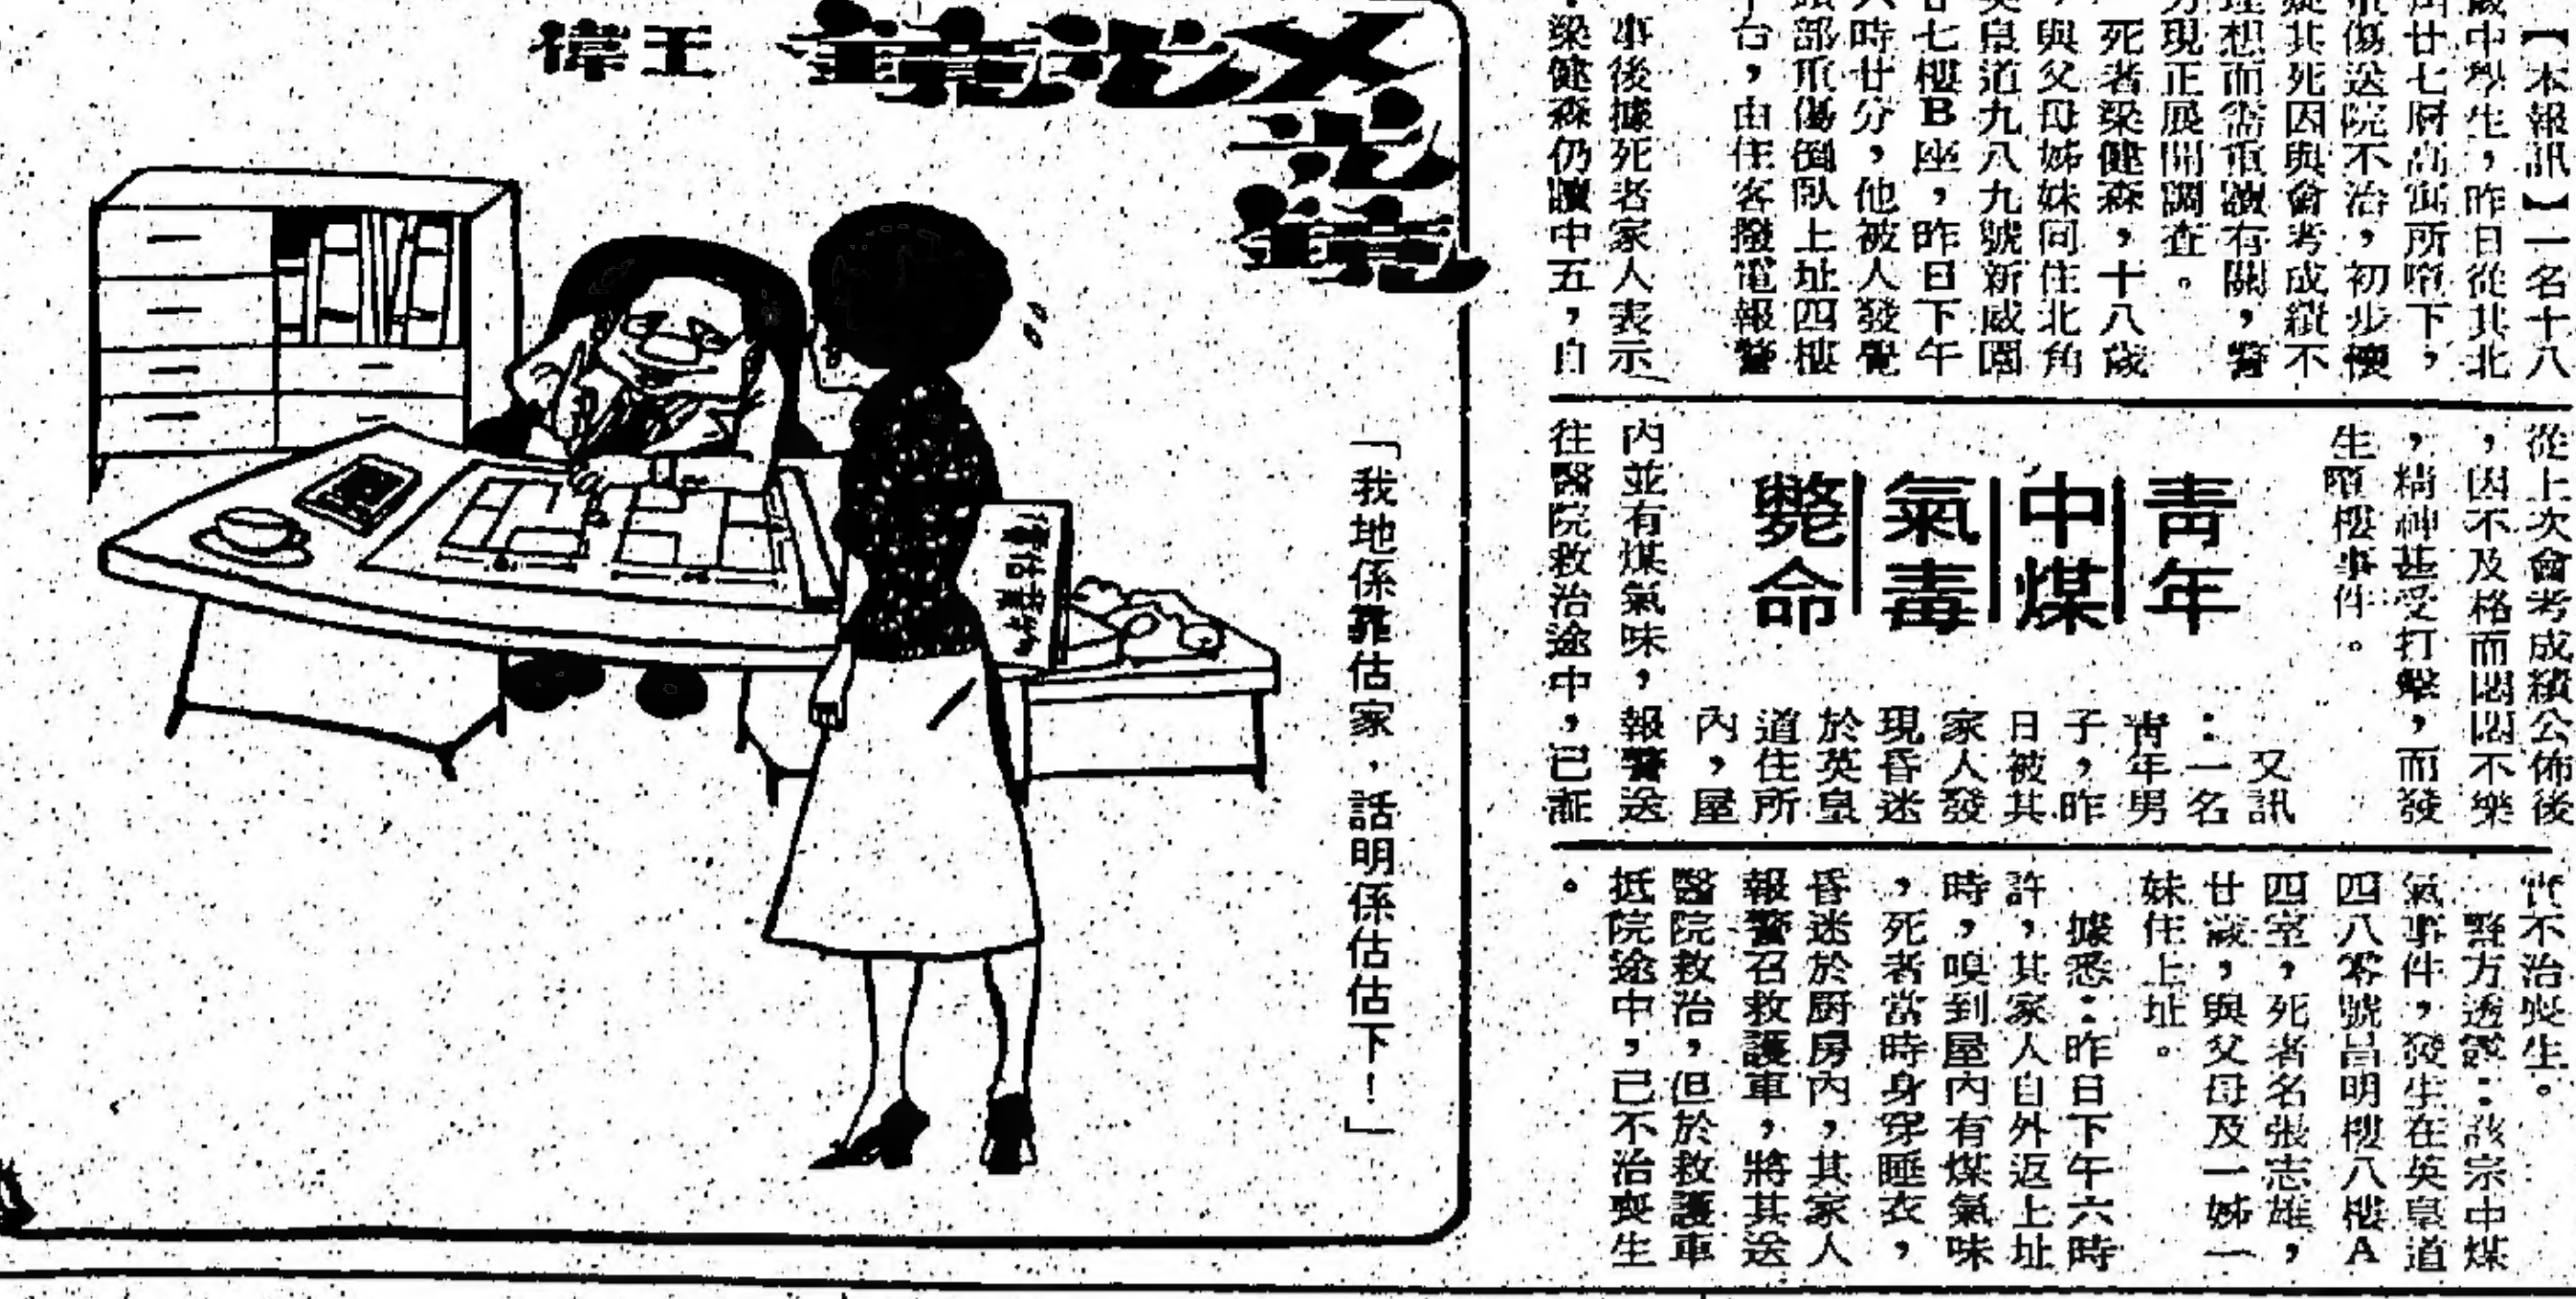 【本報訊】一名十八
歲中學生，昨日從其北
廿七層高寓所墮下，
重傷送院不治，初步懷
疑其死因與會考成績不
理想而需重讀有關，警
方現正展開調查。
死者梁健森，十八歲
，與父母姊妹同住北角
英皇道九八九號新威園
廿七樓B座，昨日下午
六時廿分，他被人發覺
頭部重傷倒臥上址四樓
平台，由住客撥電報警
事後據死者家人表示
，梁健森仍讀中五，自
從上次會考成績公佈後
，因不及格而悶悶不樂
，精神甚受打擊，而發
生墮樓事件。
青年
中煤
氣毒
斃命
又訊
：一名
青年男
子，昨
日被其
家人發
現昏迷
於英皇
道住所
內，屋
內並有煤氣味，報警送
往醫院救治途中，已証
實不治喪生。
警方透露：該宗中煤
氣事件，發生在英皇道
四八零號昌明樓八樓A
四室，死者名張志雄，
廿歲，與父母及一姊一
妹住上址。
據悉：昨日下午六時
許，其家人自外返上址
時，嗅到屋內有煤氣味
，死者當時身穿睡衣，
昏迷於厨房內，其家人
報警召救護車，將其送
醫院救治，但於救護車
抵院途中，已不治喪生
。
X光鏡
光
鏡
王偉
「我地係靠估家，話明係估估下！」